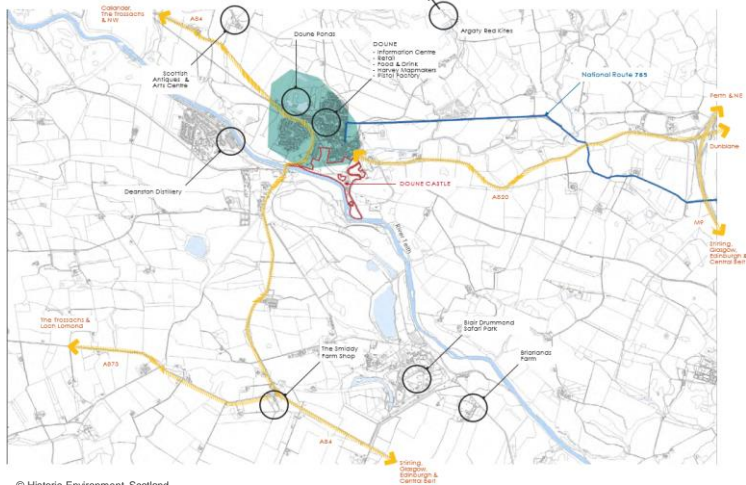 Callander,
The Trossachs
& NW
A84
Argaty Red Kites
Doune Ponds
DOUNE
- Information Centre
- Retail
- Food & Drink
- Harvey Mapmakers
- Pistol Factory
Scottish
Antiques &
Arts Centre
National Route 765
Perth & NE
Dunblane
Deanston Distillery
DOUNE CASTLE
A820
M9
River Teith
Stirling,
Glasgow,
Edinburgh &
Central Belt
The Trossachs &
Loch Lomond
A873
The Smiddy
Farm Shop
Blair Drummond
Safari Park
Briarlands
Farm
A84
Stirling,
Glasgow,
Edinburgh &
Central Belt
© Historic Environment Scotland